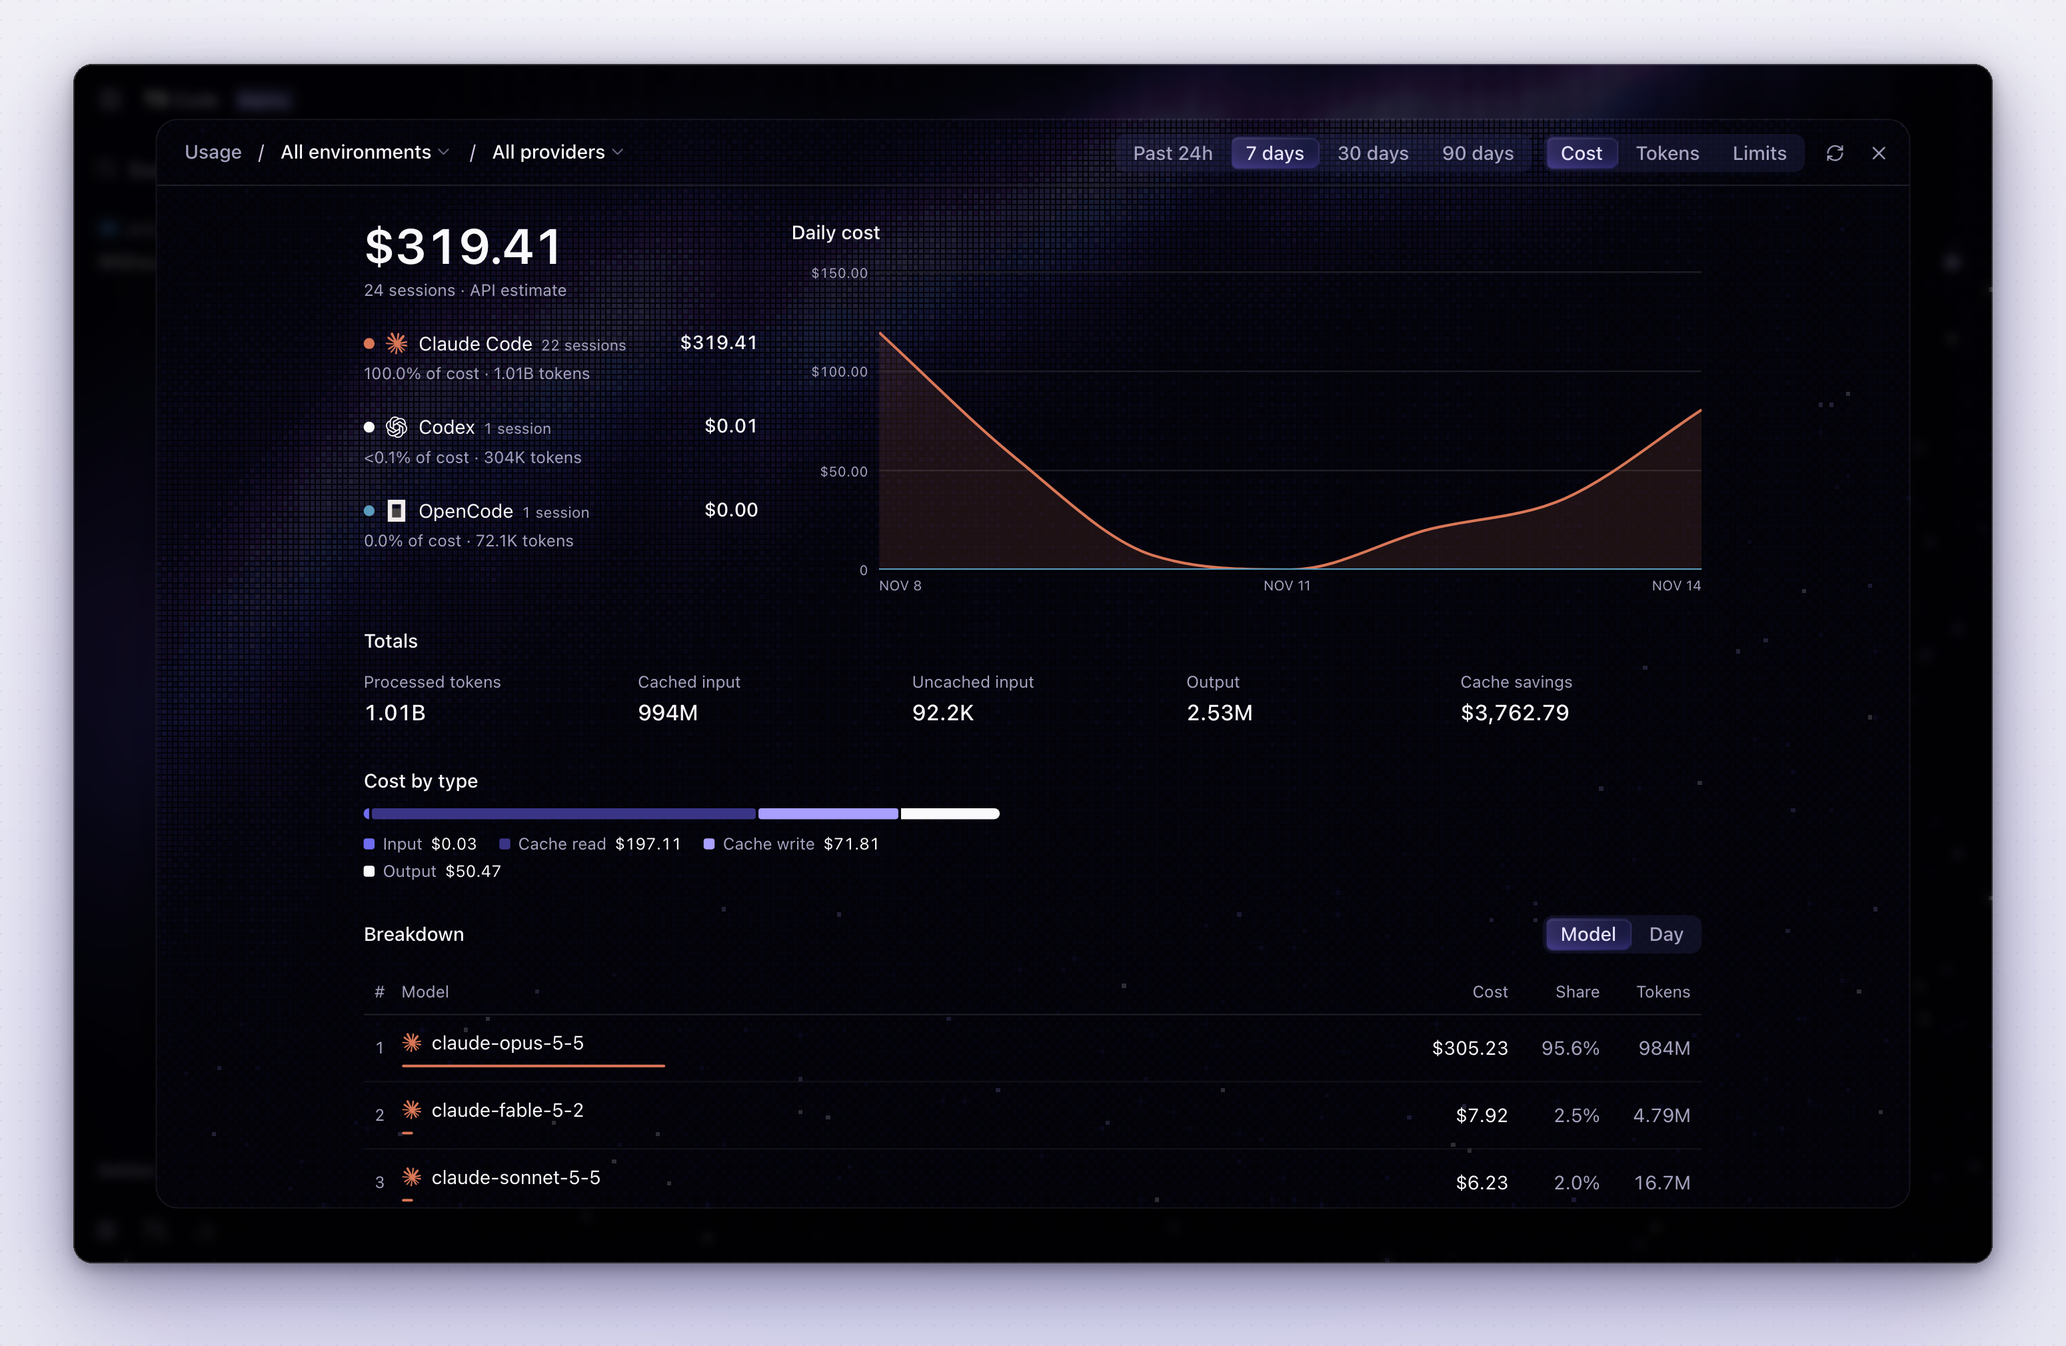 Usage / All environments / All providers
Past 24h 7 days 30 days 90 days
Cost Tokens Limits
$319.41
24 sessions · API estimate
Claude Code 22 sessions $319.41
100.0% of cost · 1.01B tokens
Codex 1 session $0.01
<0.1% of cost · 304K tokens
OpenCode 1 session $0.00
0.0% of cost · 72.1K tokens
Daily cost
$150.00
$100.00
$50.00
0
NOV 8 NOV 11 NOV 14
Totals
Processed tokens Cached input Uncached input Output Cache savings
1.01B 994M 92.2K 2.53M $3,762.79
Cost by type
Input $0.03 Cache read $197.11 Cache write $71.81
Output $50.47
Breakdown
Model Day
# Model Cost Share Tokens
1 claude-opus-5-5 $305.23 95.6% 984M
2 claude-fable-5-2 $7.92 2.5% 4.79M
3 claude-sonnet-5-5 $6.23 2.0% 16.7M